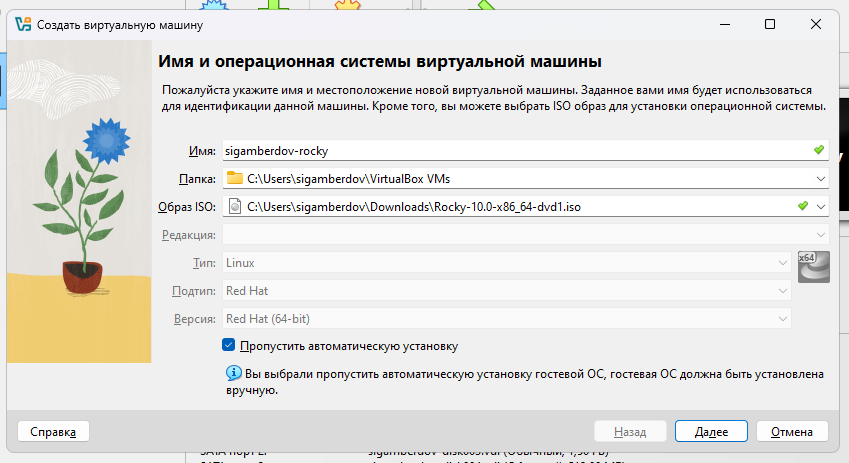 Создать виртуальную машину
Имя и операционная системы виртуальной машины
Пожалуйста укажите имя и местоположение новой виртуальной машины. Заданное вами имя будет использоваться
для идентификации данной машины. Кроме того, вы можете выбрать ISO образ для установки операционной системы.
Имя: sigamberdov-rocky
Папка: C:\Users\sigamberdov\VirtualBox VMs
Образ ISO: C:\Users\sigamberdov\Downloads\Rocky-10.0-x86_64-dvd1.iso
Редакция:
Тип: Linux
x64
Подтип: Red Hat
Версия: Red Hat (64-bit)
Пропустить автоматическую установку
Вы выбрали пропустить автоматическую установку гостевой ОС, гостевая ОС должна быть установлена
вручную.
Справка Назад Далее Отмена